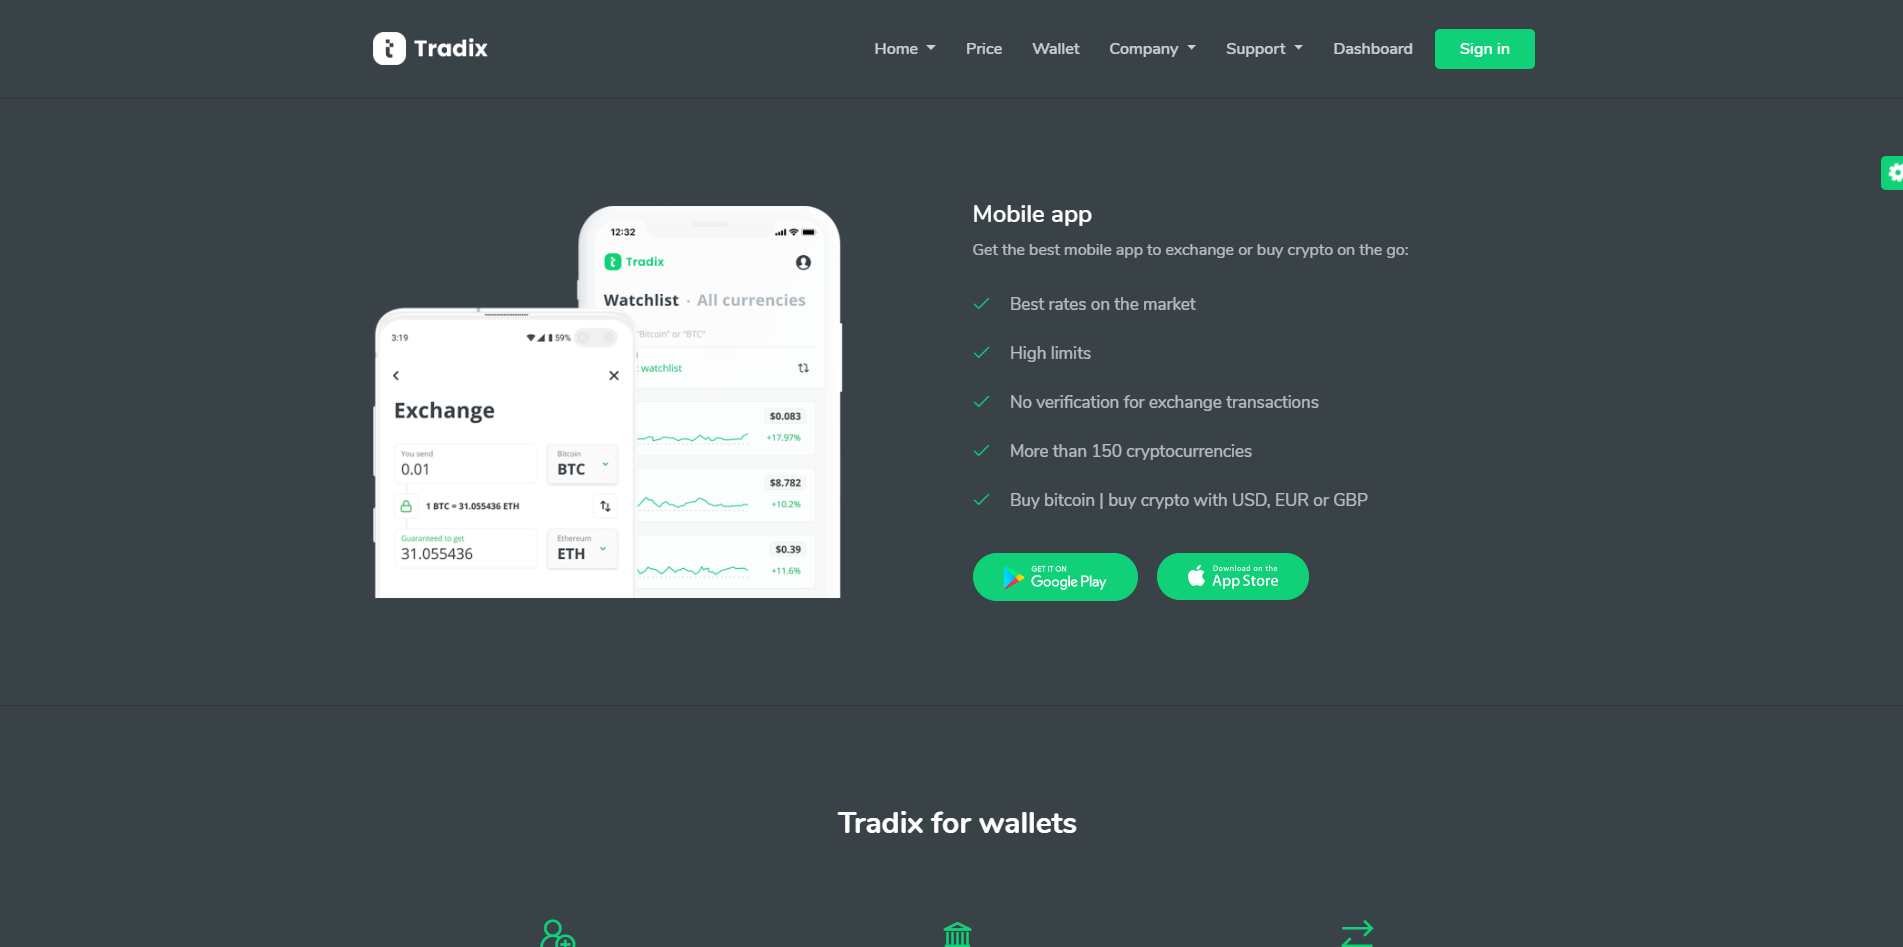 Tradix
Home Price Wallet Company Support Dashboard Sign in
12:32
Tradix
Watchlist · All currencies
"Bitcoin" or "BTC"
watchlist
$0.083
+17.97%
$8.782
+10.2%
$0.39
+11.6%
3:19 59%
Exchange
You send
0.01
Bitcoin
BTC
1 BTC = 31.055436 ETH
Guaranteed to get
31.055436
Ethereum
ETH
Mobile app
Get the best mobile app to exchange or buy crypto on the go:
Best rates on the market
High limits
No verification for exchange transactions
More than 150 cryptocurrencies
Buy bitcoin | buy crypto with USD, EUR or GBP
GET IT ON
Google Play
Download on the
App Store
Tradix for wallets